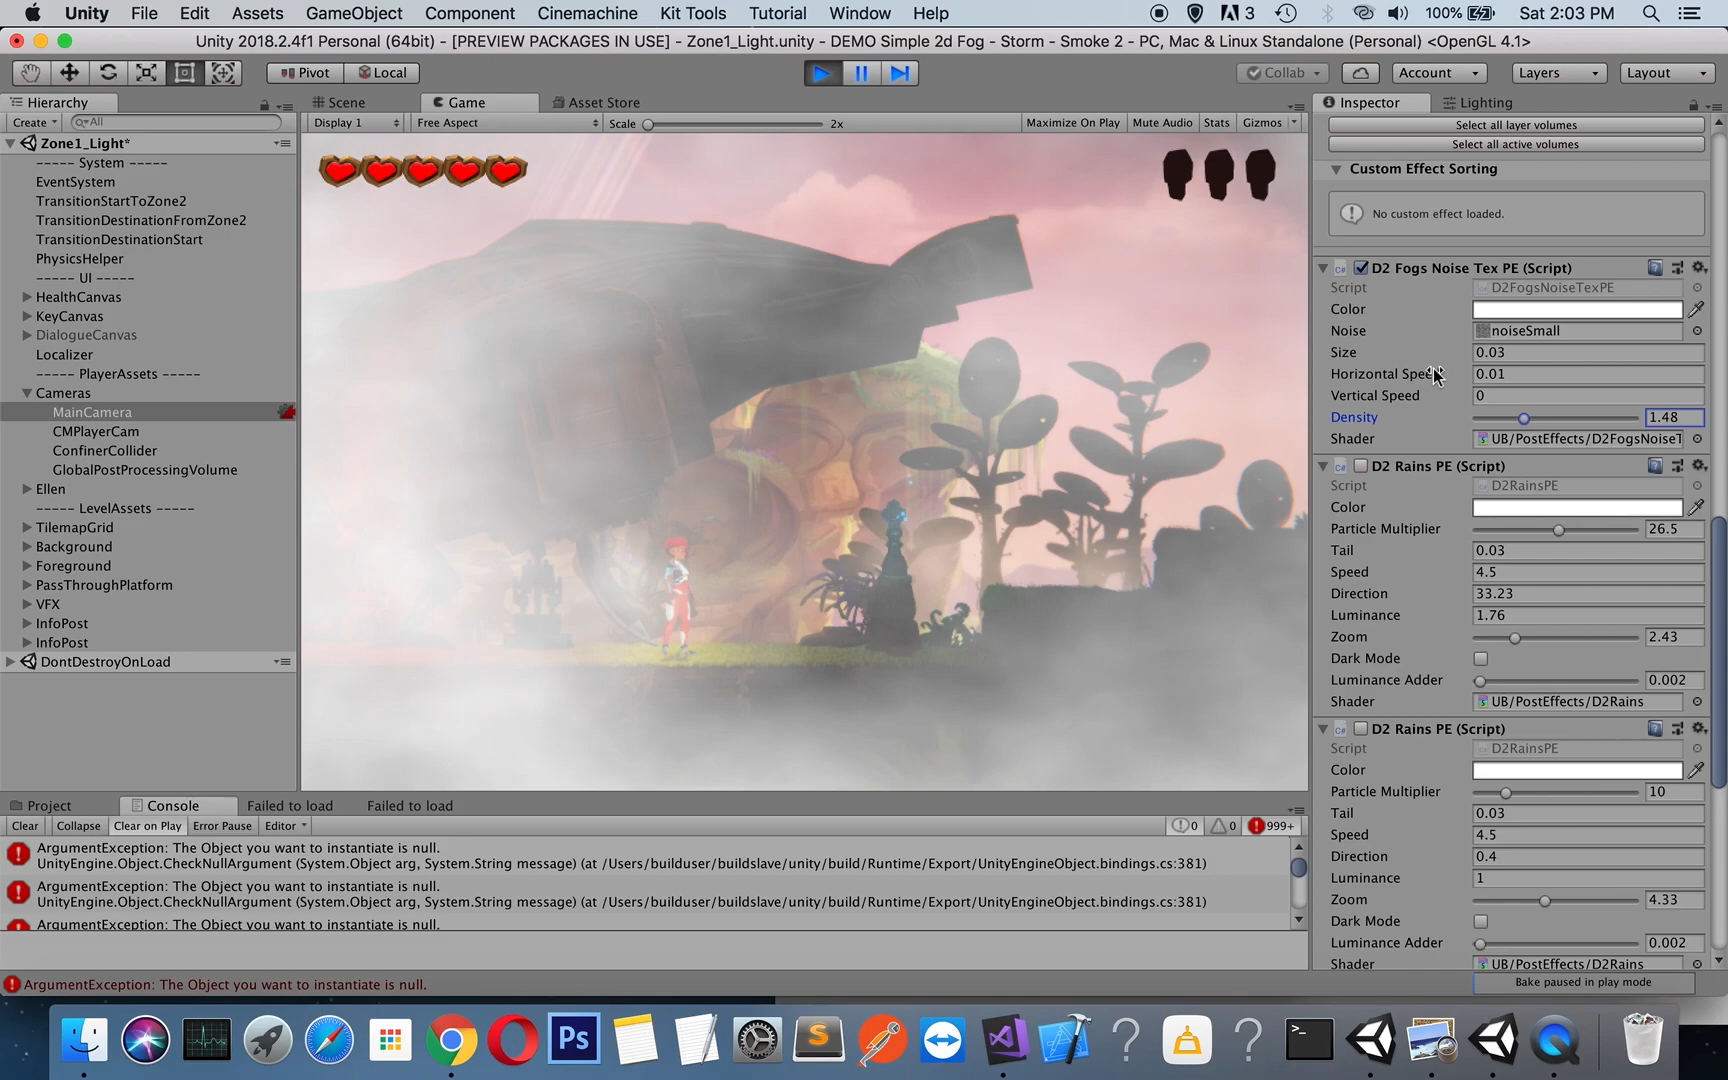 Unity File Edit Assets GameObject Component Cinemachine Kit Tools Tutorial Window Help 3 100% Sat 2:03 PM
Unity 2018.2.4f1 Personal (64bit) - [PREVIEW PACKAGES IN USE] - Zone1_Light.unity - DEMO Simple 2d Fog - Storm - Smoke 2 - PC, Mac & Linux Standalone (Personal) <OpenGL 4.1>
Pivot Local Collab Account Layers Layout
Hierarchy
Create All
Zone1_Light*
----- System -----
EventSystem
TransitionStartToZone2
TransitionDestinationFromZone2
TransitionDestinationStart
PhysicsHelper
----- UI -----
HealthCanvas
KeyCanvas
DialogueCanvas
Localizer
----- PlayerAssets -----
Cameras
MainCamera
CMPlayerCam
ConfinerCollider
GlobalPostProcessingVolume
Ellen
----- LevelAssets -----
TilemapGrid
Background
Foreground
PassThroughPlatform
VFX
InfoPost
InfoPost
DontDestroyOnLoad
Scene Game Asset Store
Display 1 Free Aspect Scale 2x Maximize On Play Mute Audio Stats Gizmos
Inspector Lighting
Select all layer volumes
Select all active volumes
Custom Effect Sorting
No custom effect loaded.
D2 Fogs Noise Tex PE (Script)
Script D2FogsNoiseTexPE
Color
Noise noiseSmall
Size 0.03
Horizontal Spee 0.01
Vertical Speed 0
Density 1.48
Shader UB/PostEffects/D2FogsNoiseT
D2 Rains PE (Script)
Script D2RainsPE
Color
Particle Multiplier 26.5
Tail 0.03
Speed 4.5
Direction 33.23
Luminance 1.76
Zoom 2.43
Dark Mode
Luminance Adder 0.002
Shader UB/PostEffects/D2Rains
D2 Rains PE (Script)
Script D2RainsPE
Color
Particle Multiplier 10
Tail 0.03
Speed 4.5
Direction 0.4
Luminance 1
Zoom 4.33
Dark Mode
Luminance Adder 0.002
Shader UB/PostEffects/D2Rains
Bake paused in play mode
Project Console Failed to load Failed to load
Clear Collapse Clear on Play Error Pause Editor 0 0 999+
ArgumentException: The Object you want to instantiate is null.
UnityEngine.Object.CheckNullArgument (System.Object arg, System.String message) (at /Users/builduser/buildslave/unity/build/Runtime/Export/UnityEngineObject.bindings.cs:381)
ArgumentException: The Object you want to instantiate is null.
UnityEngine.Object.CheckNullArgument (System.Object arg, System.String message) (at /Users/builduser/buildslave/unity/build/Runtime/Export/UnityEngineObject.bindings.cs:381)
ArgumentException: The Object you want to instantiate is null.
ArgumentException: The Object you want to instantiate is null.
Ps